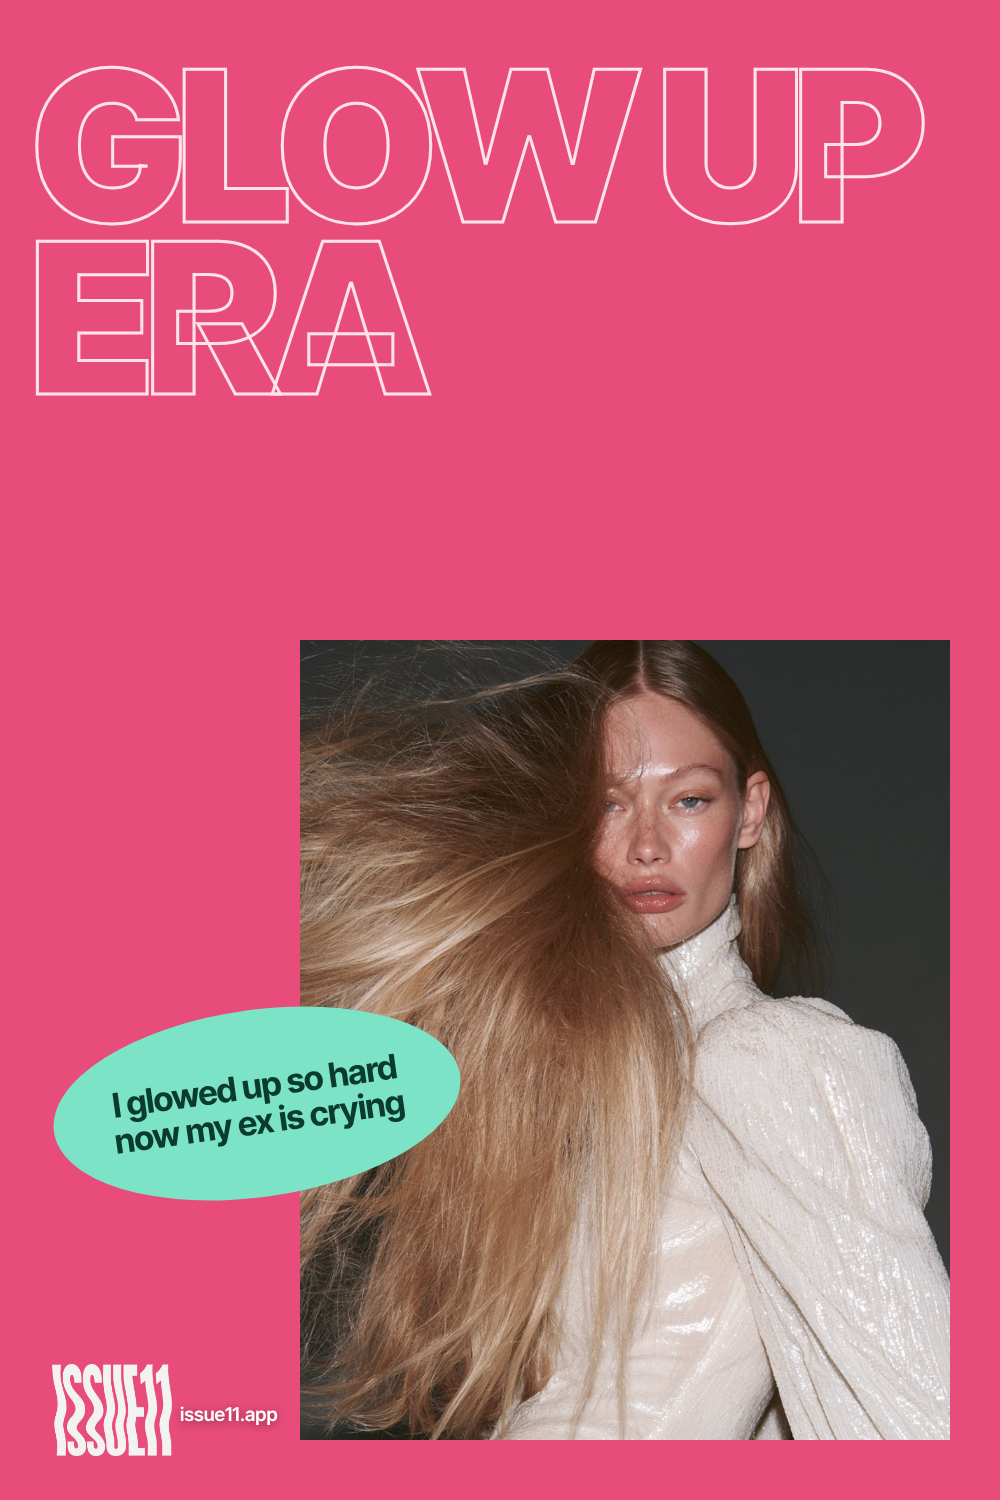 GLOW UP
ERA
I glowed up so hard
now my ex is crying
ISSUE11
issue11.app